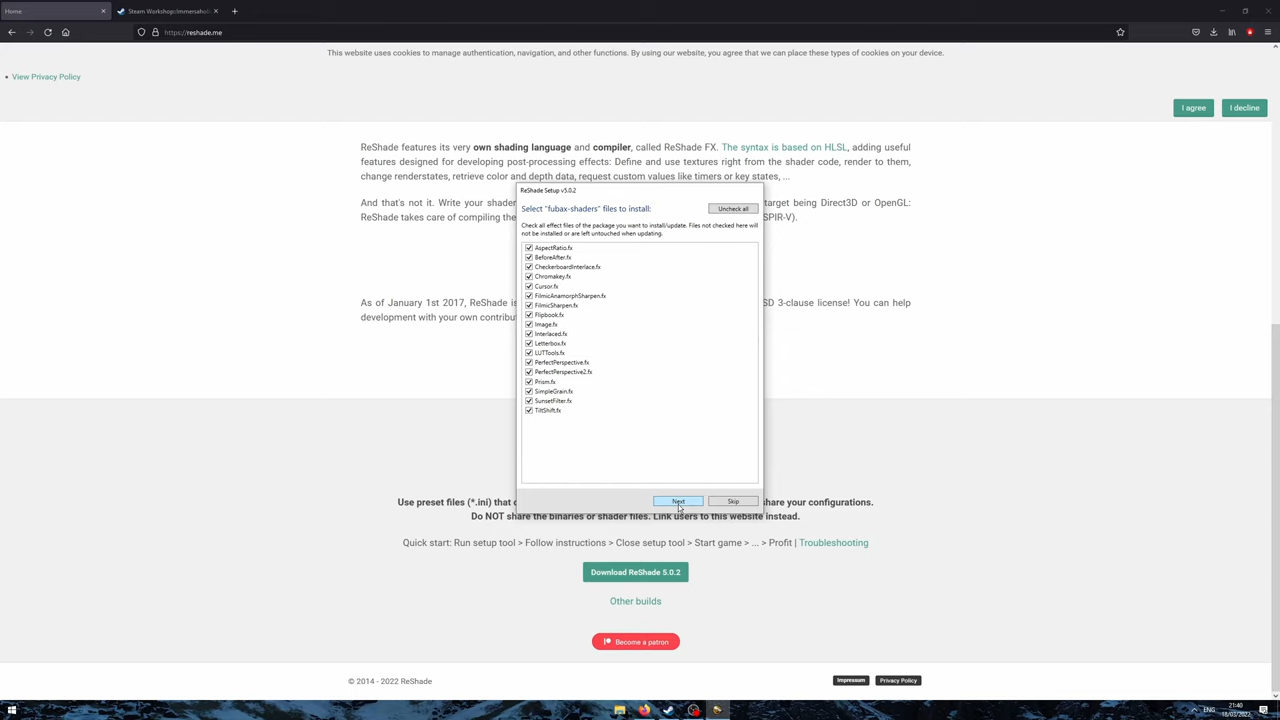 Home
Steam Workshop::Immersaholic
https://reshade.me
This website uses cookies to manage authentication, navigation, and other functions. By using our website, you agree that we can place these types of cookies on your device.
View Privacy Policy
I agree
I decline
ReShade features its very own shading language and compiler, called ReShade FX. The syntax is based on HLSL, adding useful
features designed for developing post-processing effects: Define and use textures right from the shader code, render to them,
change renderstates, retrieve color and depth data, request custom values like timers or key states, ...
And that's not it. Write your shader
target being Direct3D or OpenGL:
ReShade takes care of compiling the
SPIR-V).
As of January 1st 2017, ReShade is
SD 3-clause license! You can help
development with your own contribut
ReShade Setup v5.0.2
Select "fubax-shaders" files to install:
Uncheck all
Check all effect files of the package you want to install/update. Files not checked here will
not be installed or are left untouched when updating.
AspectRatio.fx
BeforeAfter.fx
CheckerboardInterlace.fx
Chromakey.fx
Cursor.fx
FilmicAnamorphSharpen.fx
FilmicSharpen.fx
Flipbook.fx
Image.fx
Interlaced.fx
Letterbox.fx
LUTTools.fx
PerfectPerspective.fx
PerfectPerspective2.fx
Prism.fx
SimpleGrain.fx
SunsetFilter.fx
TiltShift.fx
Next
Skip
Use preset files (*.ini) that c
share your configurations.
Do NOT share the binaries or shader files. Link users to this website instead.
Quick start: Run setup tool > Follow instructions > Close setup tool > Start game > ... > Profit | Troubleshooting
Download ReShade 5.0.2
Other builds
Become a patron
© 2014 - 2022 ReShade
Impressum
Privacy Policy
ENG
21:40
18/03/2022